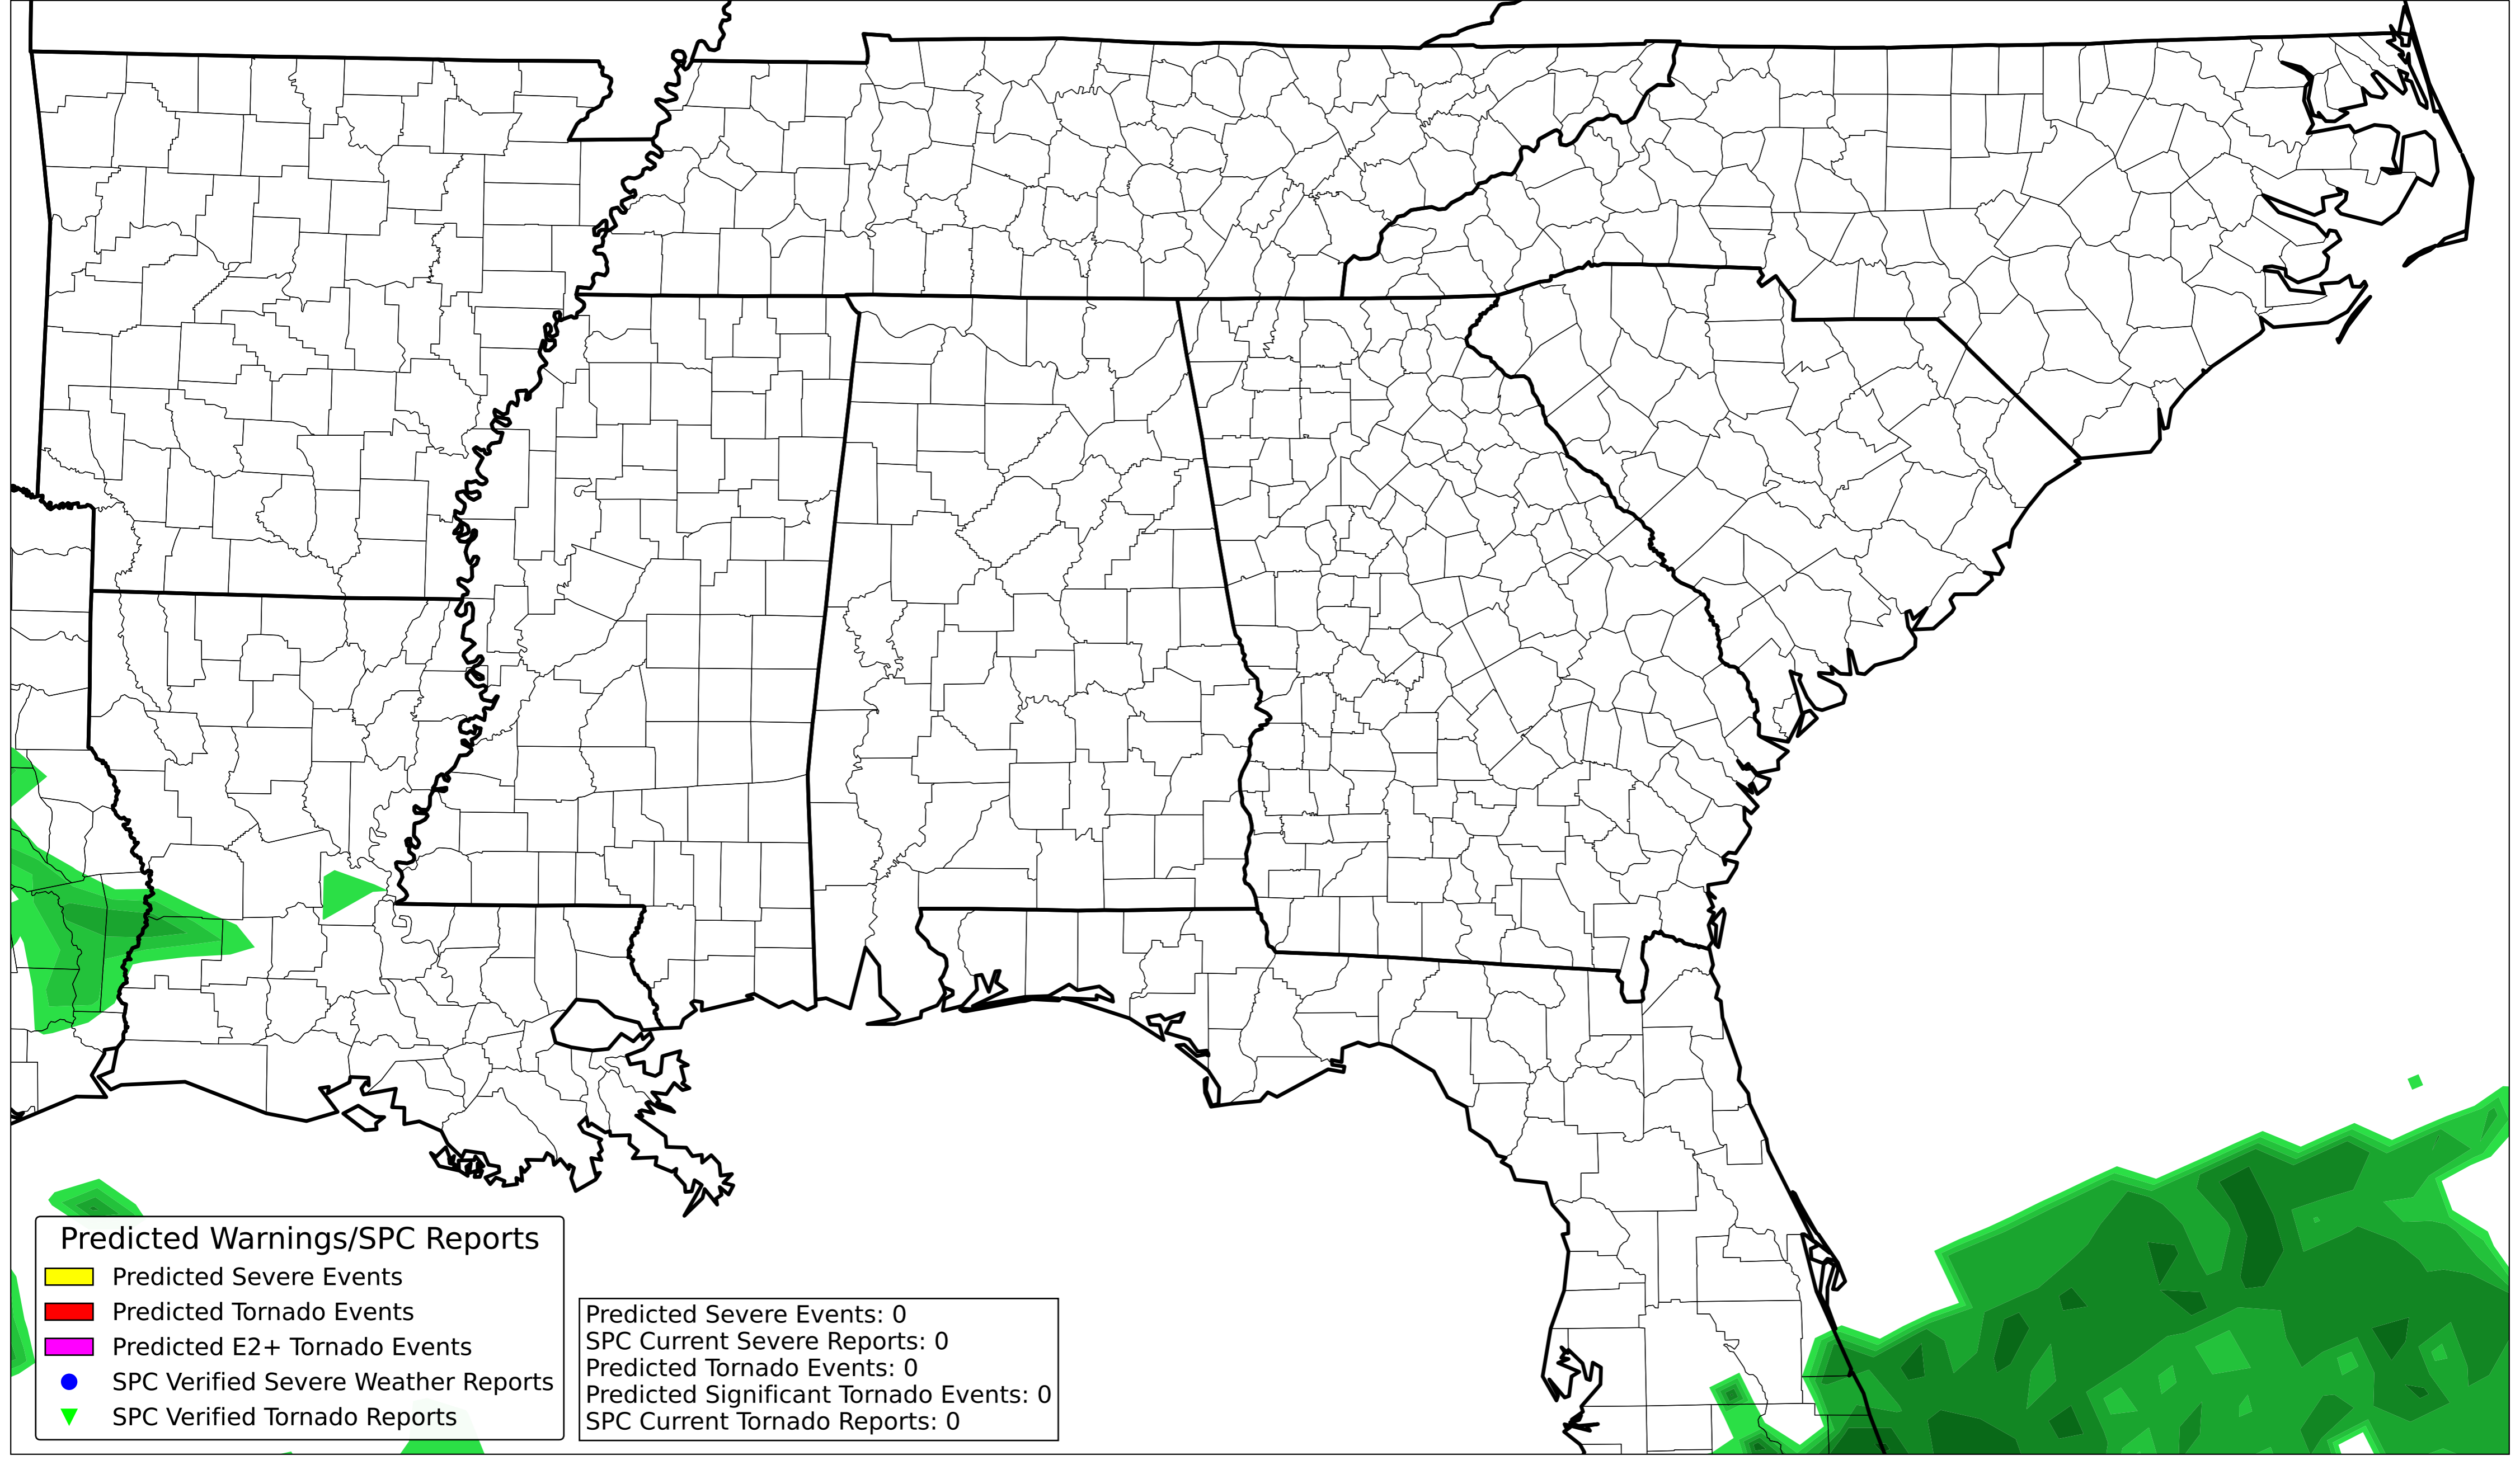 Predicted Warnings/SPC Reports
Predicted Severe Events
Predicted Tornado Events
Predicted E2+ Tornado Events
SPC Verified Severe Weather Reports
SPC Verified Tornado Reports
Predicted Severe Events: 0
SPC Current Severe Reports: 0
Predicted Tornado Events: 0
Predicted Significant Tornado Events: 0
SPC Current Tornado Reports: 0